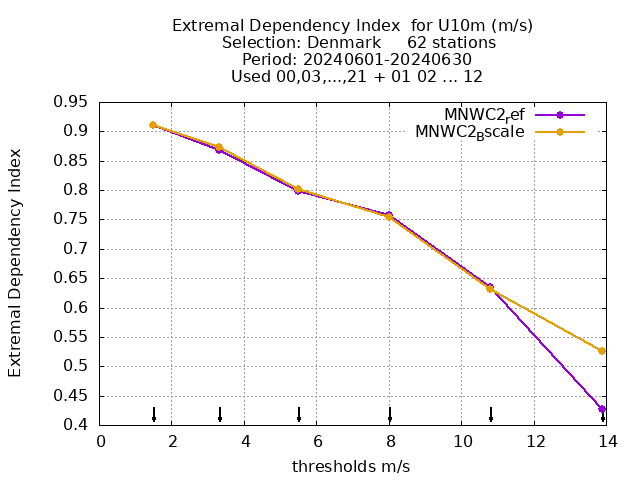 Extremal Dependency Index  for U10m (m/s)
Selection: Denmark     62 stations
Period: 20240601-20240630
Used 00,03,...,21 + 01 02 ... 12
MNWC2_ref
MNWC2_Bscale
Extremal Dependency Index
0.95
0.9
0.85
0.8
0.75
0.7
0.65
0.6
0.55
0.5
0.45
0.4
0 2 4 6 8 10 12 14
thresholds m/s